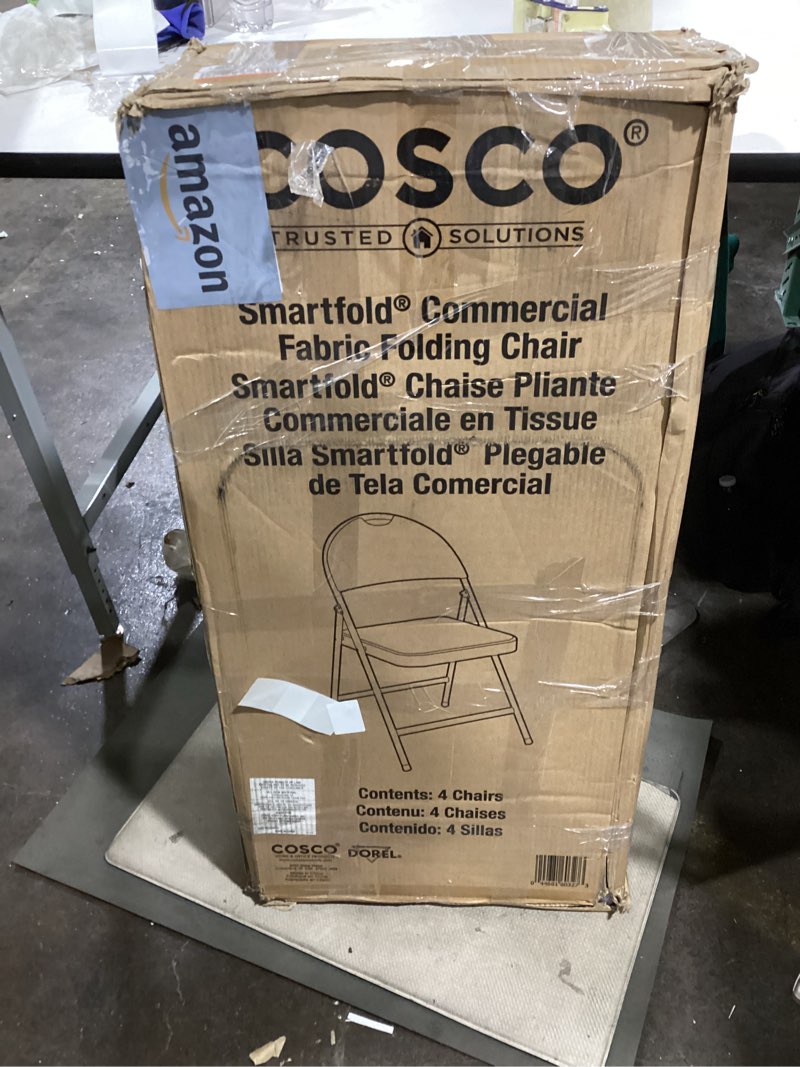 amazon
COSCO®
TRUSTED SOLUTIONS
Smartfold® Commercial
Fabric Folding Chair
Smartfold® Chaise Pliante
Commerciale en Tissue
Silla Smartfold® Plegable
de Tela Comercial
Contents: 4 Chairs
Contenu: 4 Chaises
Contenido: 4 Sillas
COSCO®
DOREL®